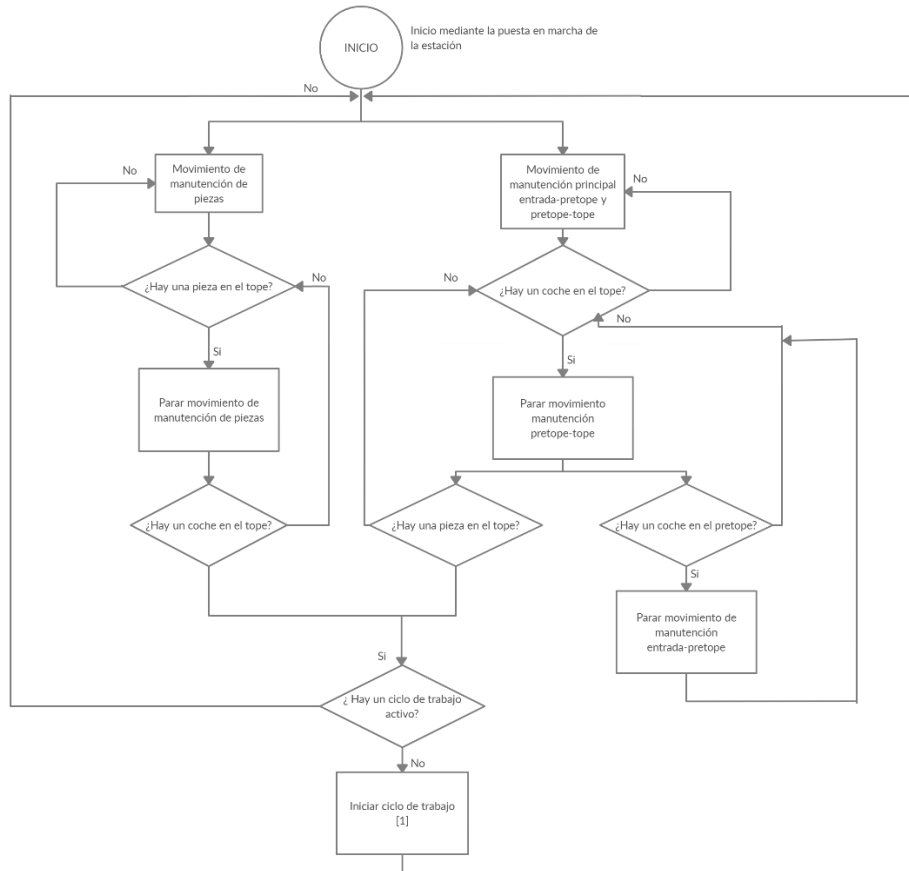 INICIO
Inicio mediante la puesta en marcha de
la estación
No
Movimiento de
manutención de
piezas
No
Movimiento de
manutención principal
entrada-pretope y
pretope-tope
No
¿Hay una pieza en el tope?
No
Si
¿Hay un coche en el tope?
No
No
Si
Parar movimiento de
manutención de piezas
Parar movimiento
manutención
pretope-tope
¿Hay un coche en el tope?
¿Hay una pieza en el tope?
¿Hay un coche en el pretope?
Si
Parar movimiento de
manutención
entrada-pretope
Si
¿ Hay un ciclo de trabajo
activo?
No
Iniciar ciclo de trabajo
[1]